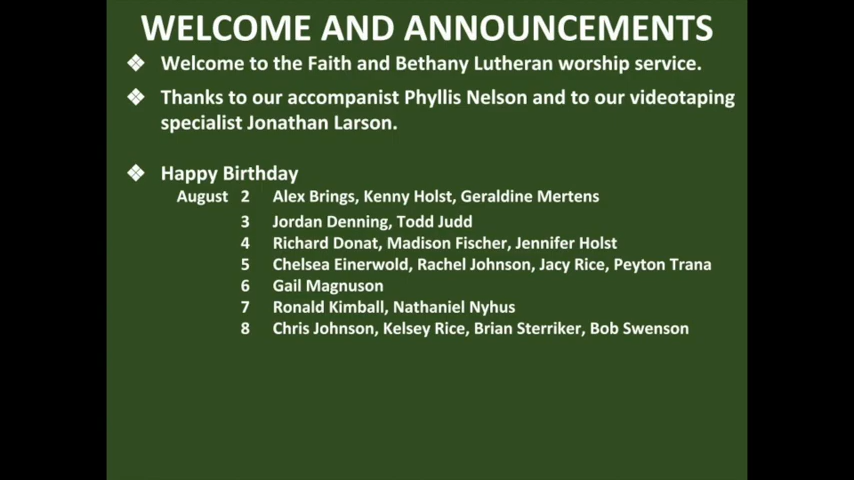 WELCOME AND ANNOUNCEMENTS
❖ Welcome to the Faith and Bethany Lutheran worship service.
❖ Thanks to our accompanist Phyllis Nelson and to our videotaping
specialist Jonathan Larson.
❖ Happy Birthday
August 2 Alex Brings, Kenny Holst, Geraldine Mertens
3 Jordan Denning, Todd Judd
4 Richard Donat, Madison Fischer, Jennifer Holst
5 Chelsea Einerwold, Rachel Johnson, Jacy Rice, Peyton Trana
6 Gail Magnuson
7 Ronald Kimball, Nathaniel Nyhus
8 Chris Johnson, Kelsey Rice, Brian Sterriker, Bob Swenson